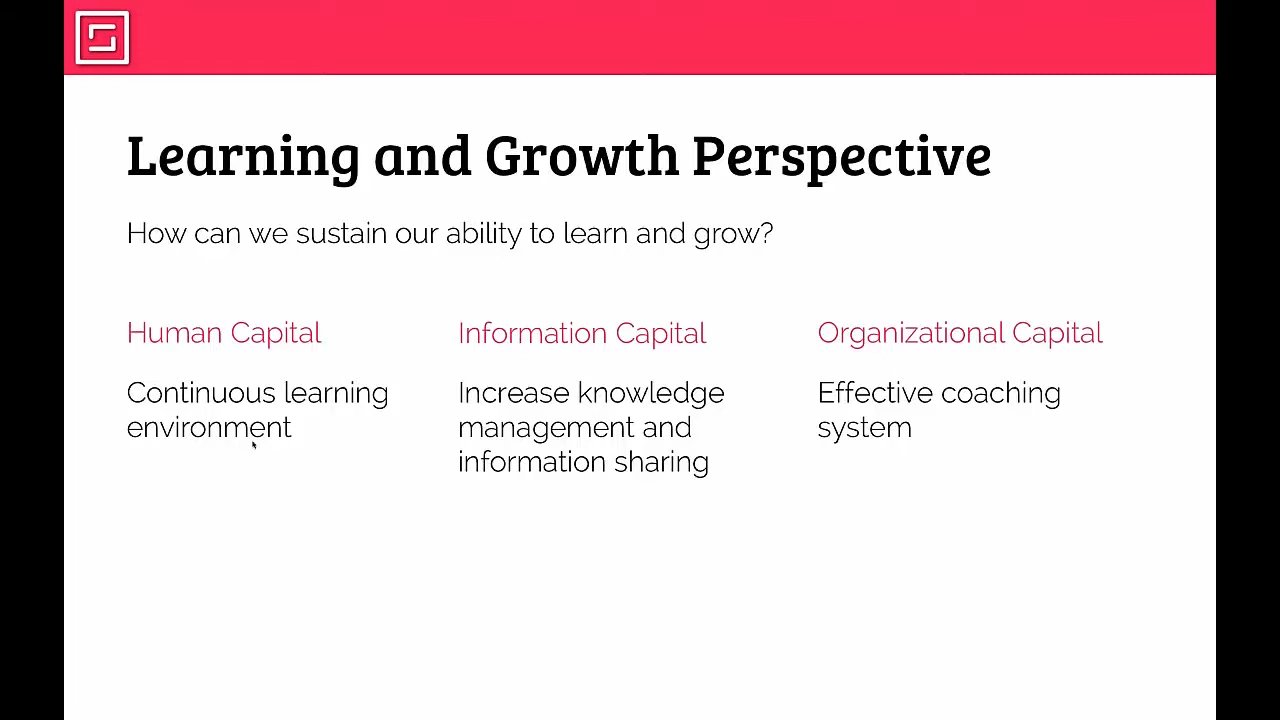 Learning and Growth Perspective
How can we sustain our ability to learn and grow?
Human Capital
Continuous learning
environment
Information Capital
Increase knowledge
management and
information sharing
Organizational Capital
Effective coaching
system